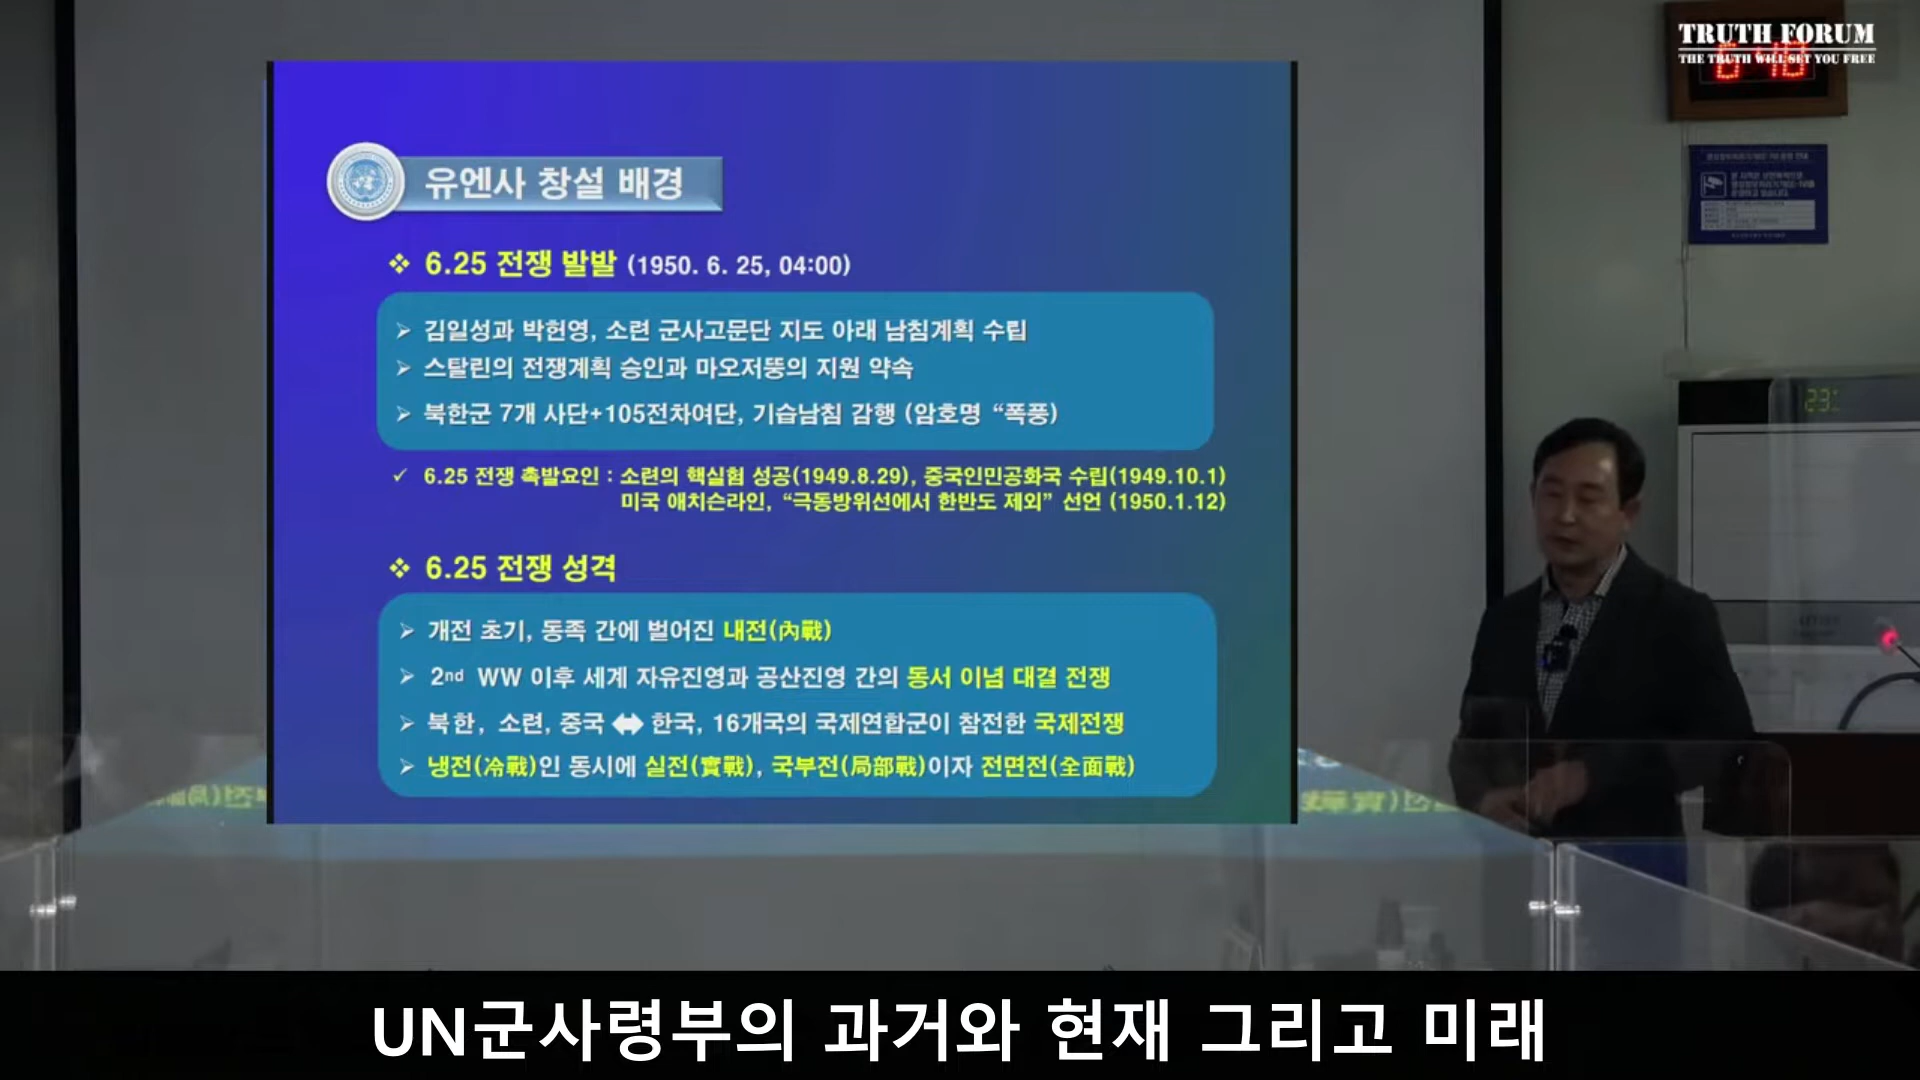 TRUTH FORUM
THE TRUTH WILL SET YOU FREE
유엔사 창설 배경
❖ 6.25 전쟁 발발 (1950. 6. 25, 04:00)
➢ 김일성과 박헌영, 소련 군사고문단 지도 아래 남침계획 수립
➢ 스탈린의 전쟁계획 승인과 마오저뚱의 지원 약속
➢ 북한군 7개 사단+105전차여단, 기습남침 감행 (암호명 “폭풍)
✓ 6.25 전쟁 촉발요인 : 소련의 핵실험 성공(1949.8.29), 중국인민공화국 수립(1949.10.1)
미국 애치슨라인, “극동방위선에서 한반도 제외” 선언 (1950.1.12)
❖ 6.25 전쟁 성격
➢ 개전 초기, 동족 간에 벌어진 내전(內戰)
➢ 2nd WW 이후 세계 자유진영과 공산진영 간의 동서 이념 대결 전쟁
➢ 북한, 소련, 중국 ⬌ 한국, 16개국의 국제연합군이 참전한 국제전쟁
➢ 냉전(冷戰)인 동시에 실전(實戰), 국부전(局部戰)이자 전면전(全面戰)
UN군사령부의 과거와 현재 그리고 미래